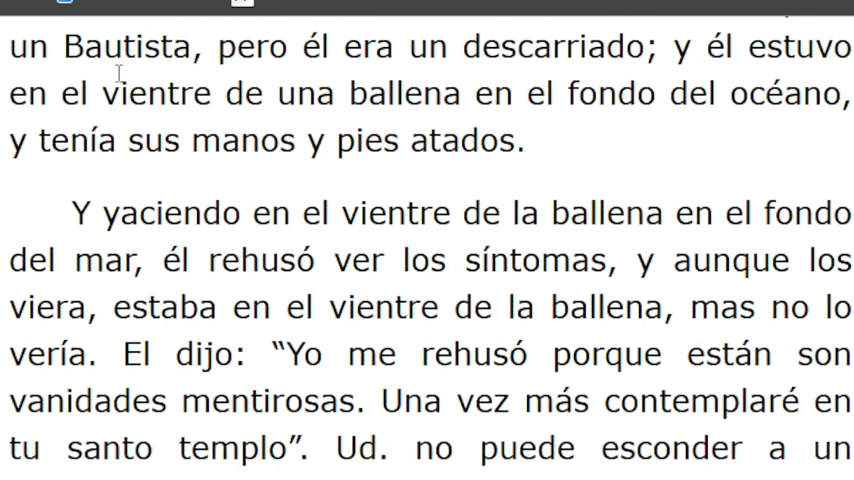 un Bautista, pero él era un descarriado; y él estuvo
en el vientre de una ballena en el fondo del océano,
y tenía sus manos y pies atados.
Y yaciendo en el vientre de la ballena en el fondo
del mar, él rehusó ver los síntomas, y aunque los
viera, estaba en el vientre de la ballena, mas no lo
vería. El dijo: “Yo me rehusó porque están son
vanidades mentirosas. Una vez más contemplaré en
tu santo templo”. Ud. no puede esconder a un